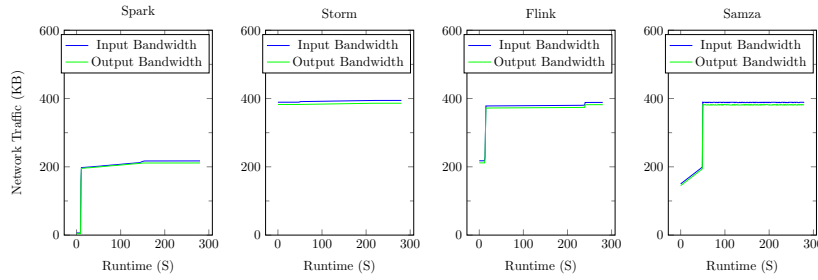 Spark
Storm
Flink
Samza
Network Traffic (KB)
600
400
200
0
Input Bandwidth
Output Bandwidth
0
100
200
300
Runtime (S)
600
400
200
0
Input Bandwidth
Output Bandwidth
0
100
200
300
Runtime (S)
600
400
200
0
Input Bandwidth
Output Bandwidth
0
100
200
300
Runtime (S)
600
400
200
0
Input Bandwidth
Output Bandwidth
0
100
200
300
Runtime (S)